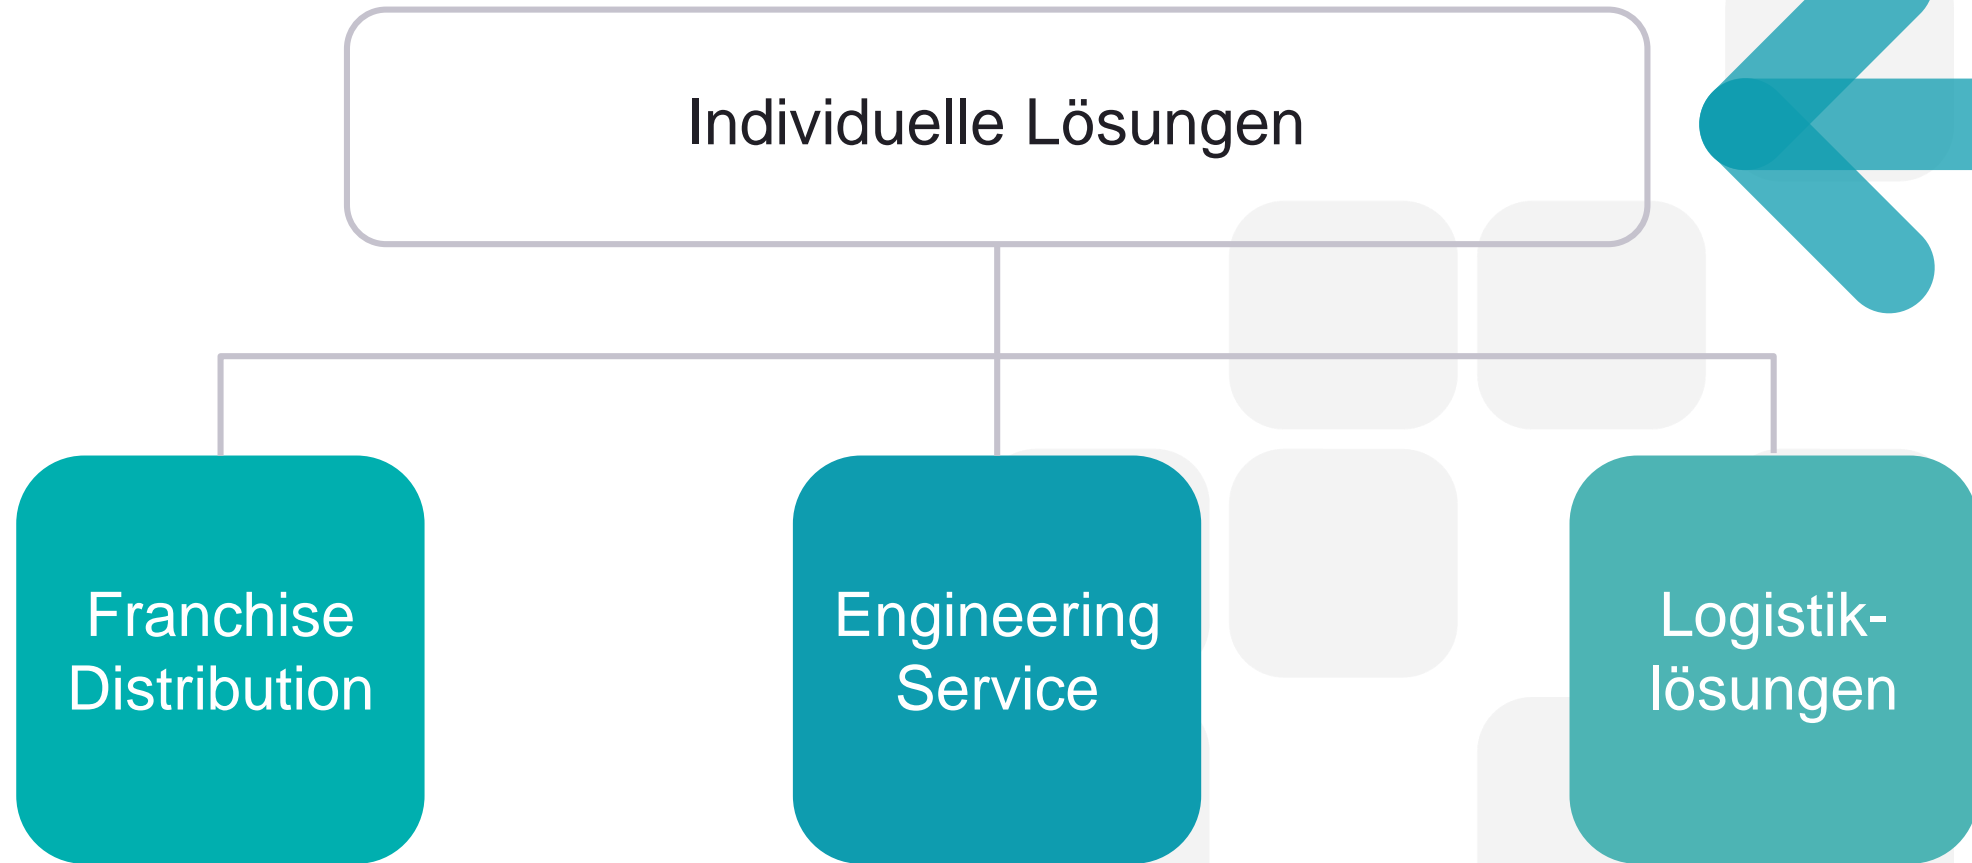 Individuelle Lösungen
Franchise
Distribution
Engineering
Service
Logistik-
lösungen